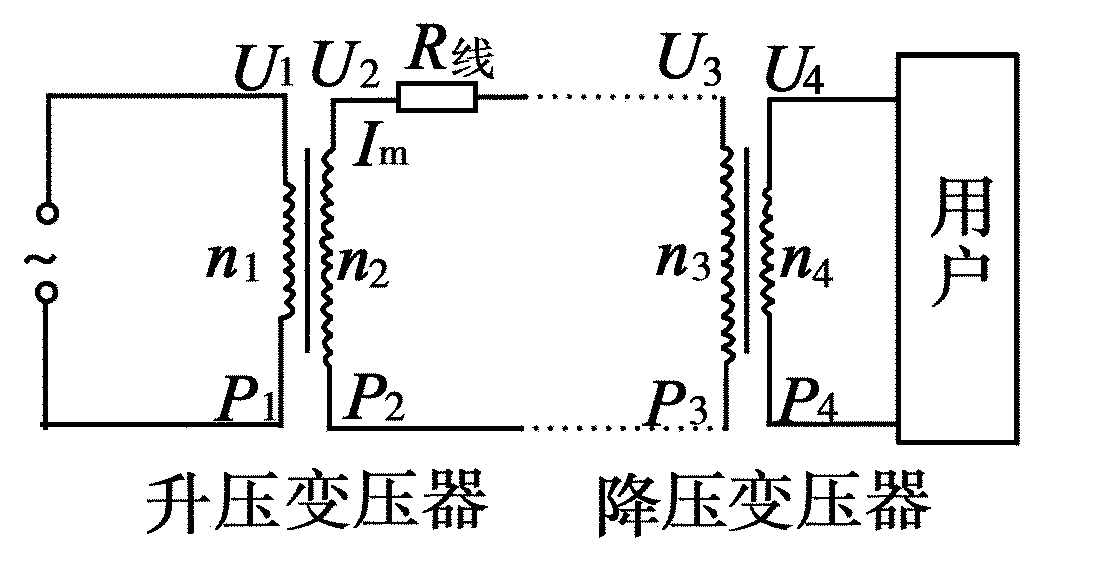 U1 U2 R线 U3 U4
Im
~ n1 n2 n3 n4 用户
P1 P2 P3 P4
升压变压器 降压变压器